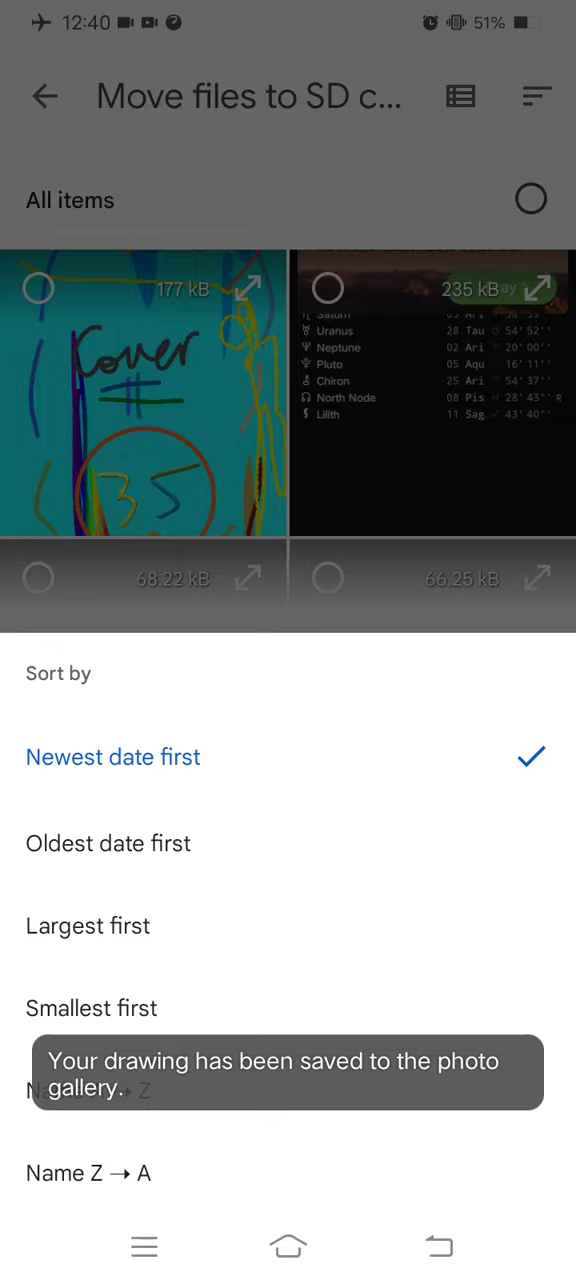 12:40
51%
Move files to SD c...
All items
177 kB
235 kB
Cover
#
35
Uranus 28 Tau 54'52''
Neptune 02 Ari 20'00''
Pluto 05 Aqu 16'11''
Chiron 25 Ari 54'37''
North Node 08 Pis 28'43'' R
Lilith 11 Sag 43'40''
68.22 kB
66.25 kB
Sort by
Newest date first
Oldest date first
Largest first
Smallest first
Your drawing has been saved to the photo
gallery.
Name Z → A